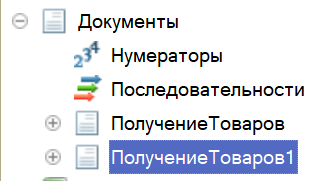 Документы
Нумераторы
Последовательности
ПолучениеТоваров
ПолучениеТоваров1